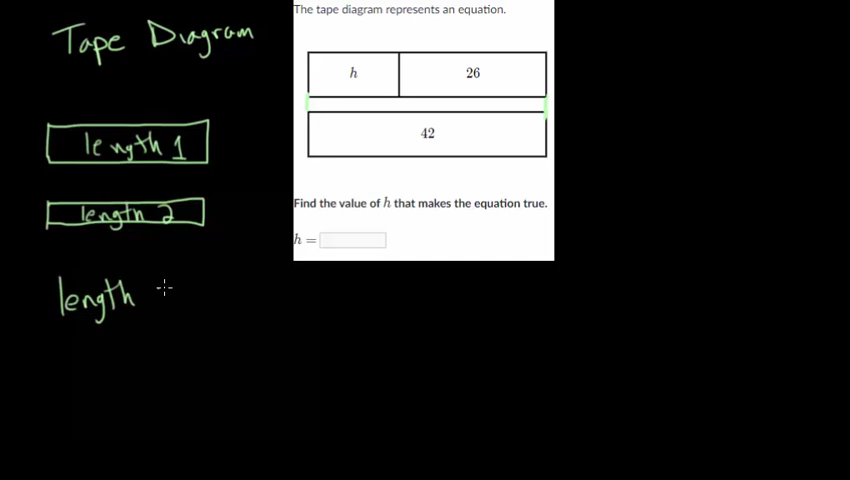 Tape Diagram
length 1
length 2
length
The tape diagram represents an equation.
h 26
42
Find the value of h that makes the equation true.
h =